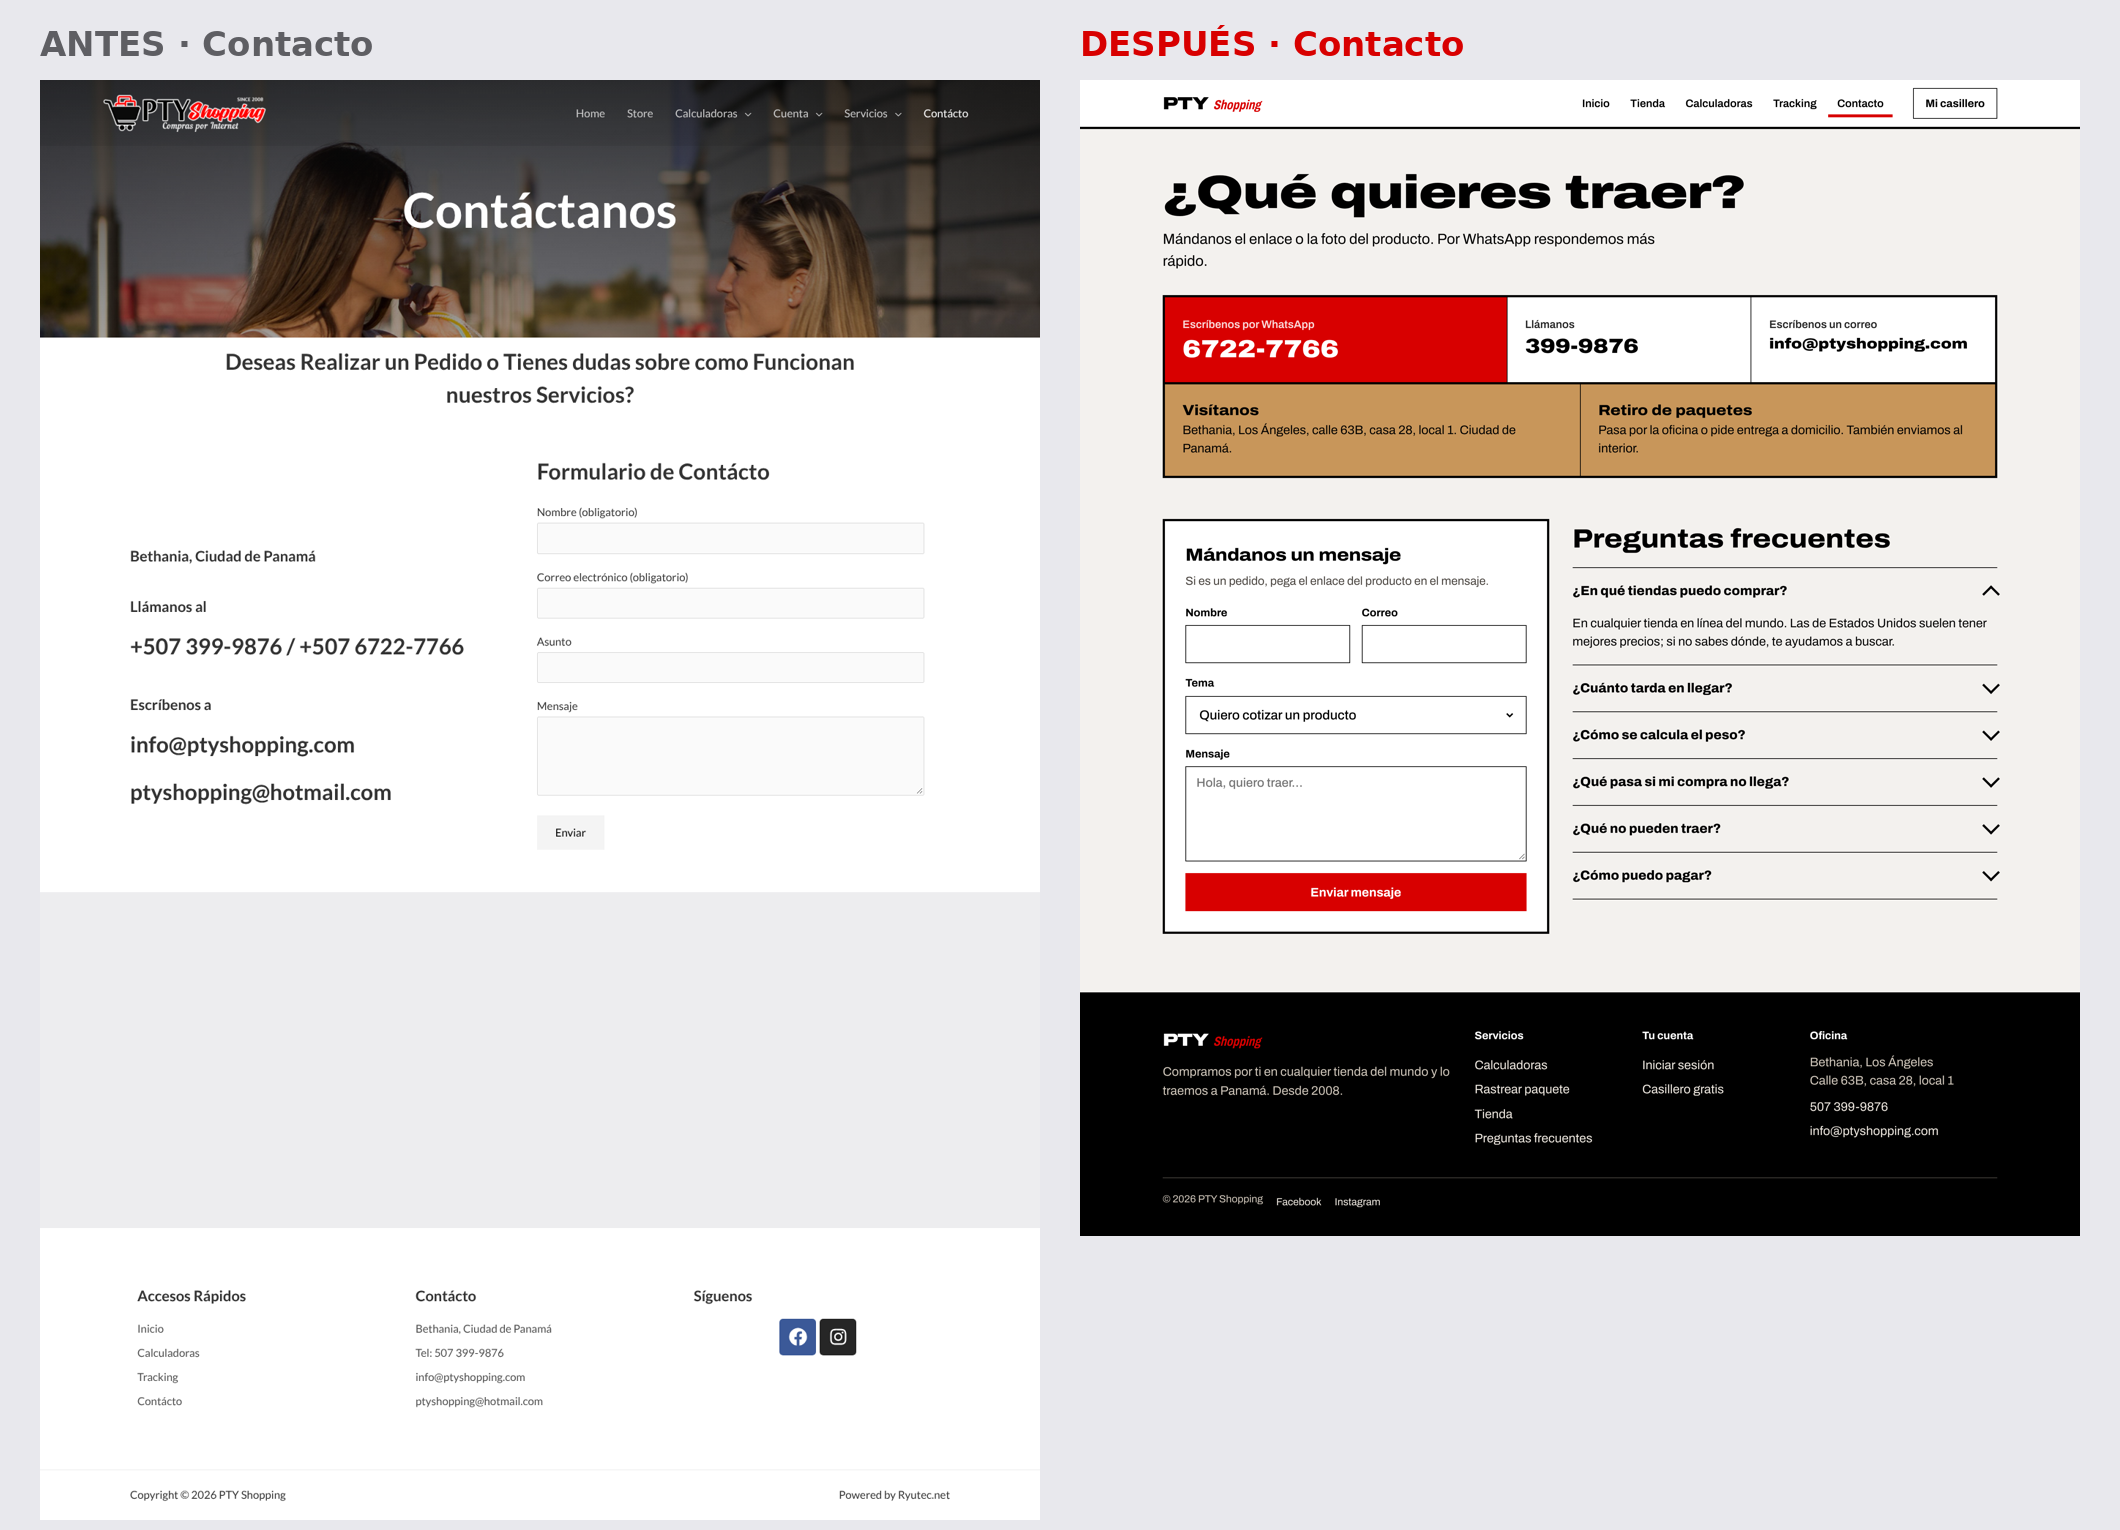 ANTES · Contacto
SINCE 2008
PTY Shopping
Compras por Internet
Home
Store
Calculadoras
Cuenta
Servicios
Contácto
Contáctanos
Deseas Realizar un Pedido o Tienes dudas sobre como Funcionan
nuestros Servicios?
Bethania, Ciudad de Panamá
Llámanos al
+507 399-9876 / +507 6722-7766
Escríbenos a
info@ptyshopping.com
ptyshopping@hotmail.com
Formulario de Contácto
Nombre (obligatorio)
Correo electrónico (obligatorio)
Asunto
Mensaje
Enviar
Accesos Rápidos
Inicio
Calculadoras
Tracking
Contácto
Contácto
Bethania, Ciudad de Panamá
Tel: 507 399-9876
info@ptyshopping.com
ptyshopping@hotmail.com
Síguenos
Copyright © 2026 PTY Shopping
Powered by Ryutec.net
DESPUÉS · Contacto
PTY Shopping
Inicio
Tienda
Calculadoras
Tracking
Contacto
Mi casillero
¿Qué quieres traer?
Mándanos el enlace o la foto del producto. Por WhatsApp respondemos más
rápido.
Escríbenos por WhatsApp
6722-7766
Llámanos
399-9876
Escríbenos un correo
info@ptyshopping.com
Visítanos
Bethania, Los Ángeles, calle 63B, casa 28, local 1. Ciudad de
Panamá.
Retiro de paquetes
Pasa por la oficina o pide entrega a domicilio. También enviamos al
interior.
Mándanos un mensaje
Si es un pedido, pega el enlace del producto en el mensaje.
Nombre
Correo
Tema
Quiero cotizar un producto
Mensaje
Hola, quiero traer...
Enviar mensaje
Preguntas frecuentes
¿En qué tiendas puedo comprar?
En cualquier tienda en línea del mundo. Las de Estados Unidos suelen tener
mejores precios; si no sabes dónde, te ayudamos a buscar.
¿Cuánto tarda en llegar?
¿Cómo se calcula el peso?
¿Qué pasa si mi compra no llega?
¿Qué no pueden traer?
¿Cómo puedo pagar?
PTY Shopping
Compramos por ti en cualquier tienda del mundo y lo
traemos a Panamá. Desde 2008.
Servicios
Calculadoras
Rastrear paquete
Tienda
Preguntas frecuentes
Tu cuenta
Iniciar sesión
Casillero gratis
Oficina
Bethania, Los Ángeles
Calle 63B, casa 28, local 1
507 399-9876
info@ptyshopping.com
© 2026 PTY Shopping
Facebook
Instagram